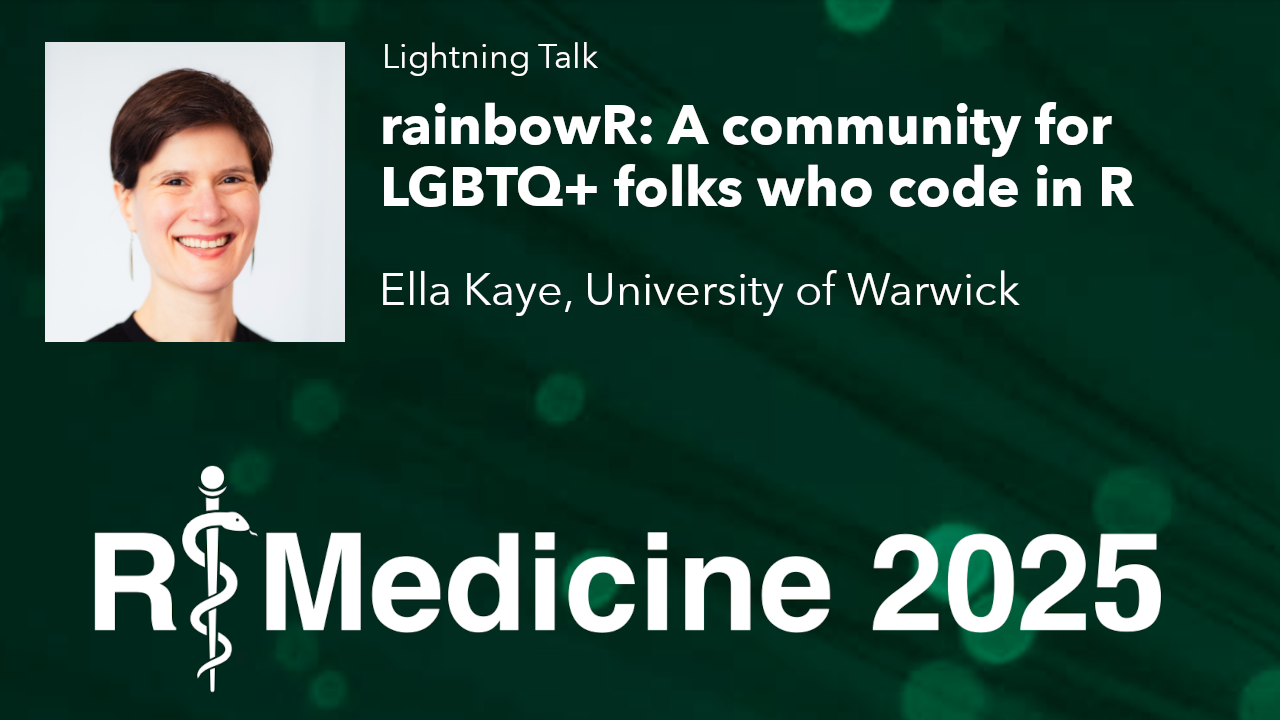 Lightning Talk
rainbowR: A community for
LGBTQ+ folks who code in R
Ella Kaye, University of Warwick
R Medicine 2025